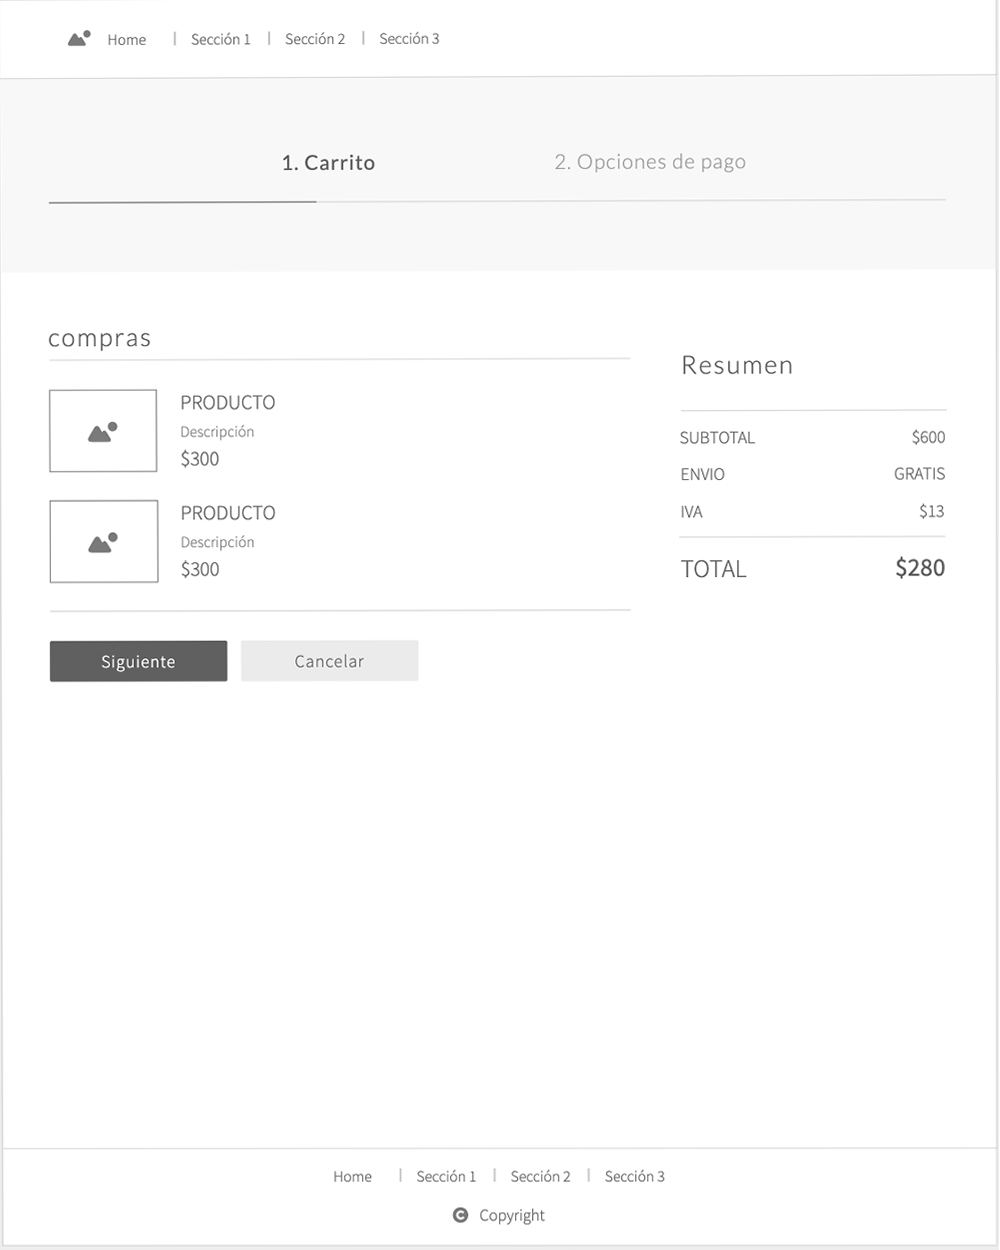 Home | Sección 1 | Sección 2 | Sección 3
1. Carrito 2. Opciones de pago
compras
PRODUCTO
Descripción
$300
PRODUCTO
Descripción
$300
Siguiente Cancelar
Resumen
SUBTOTAL $600
ENVIO GRATIS
IVA $13
TOTAL $280
Home | Sección 1 | Sección 2 | Sección 3
© Copyright